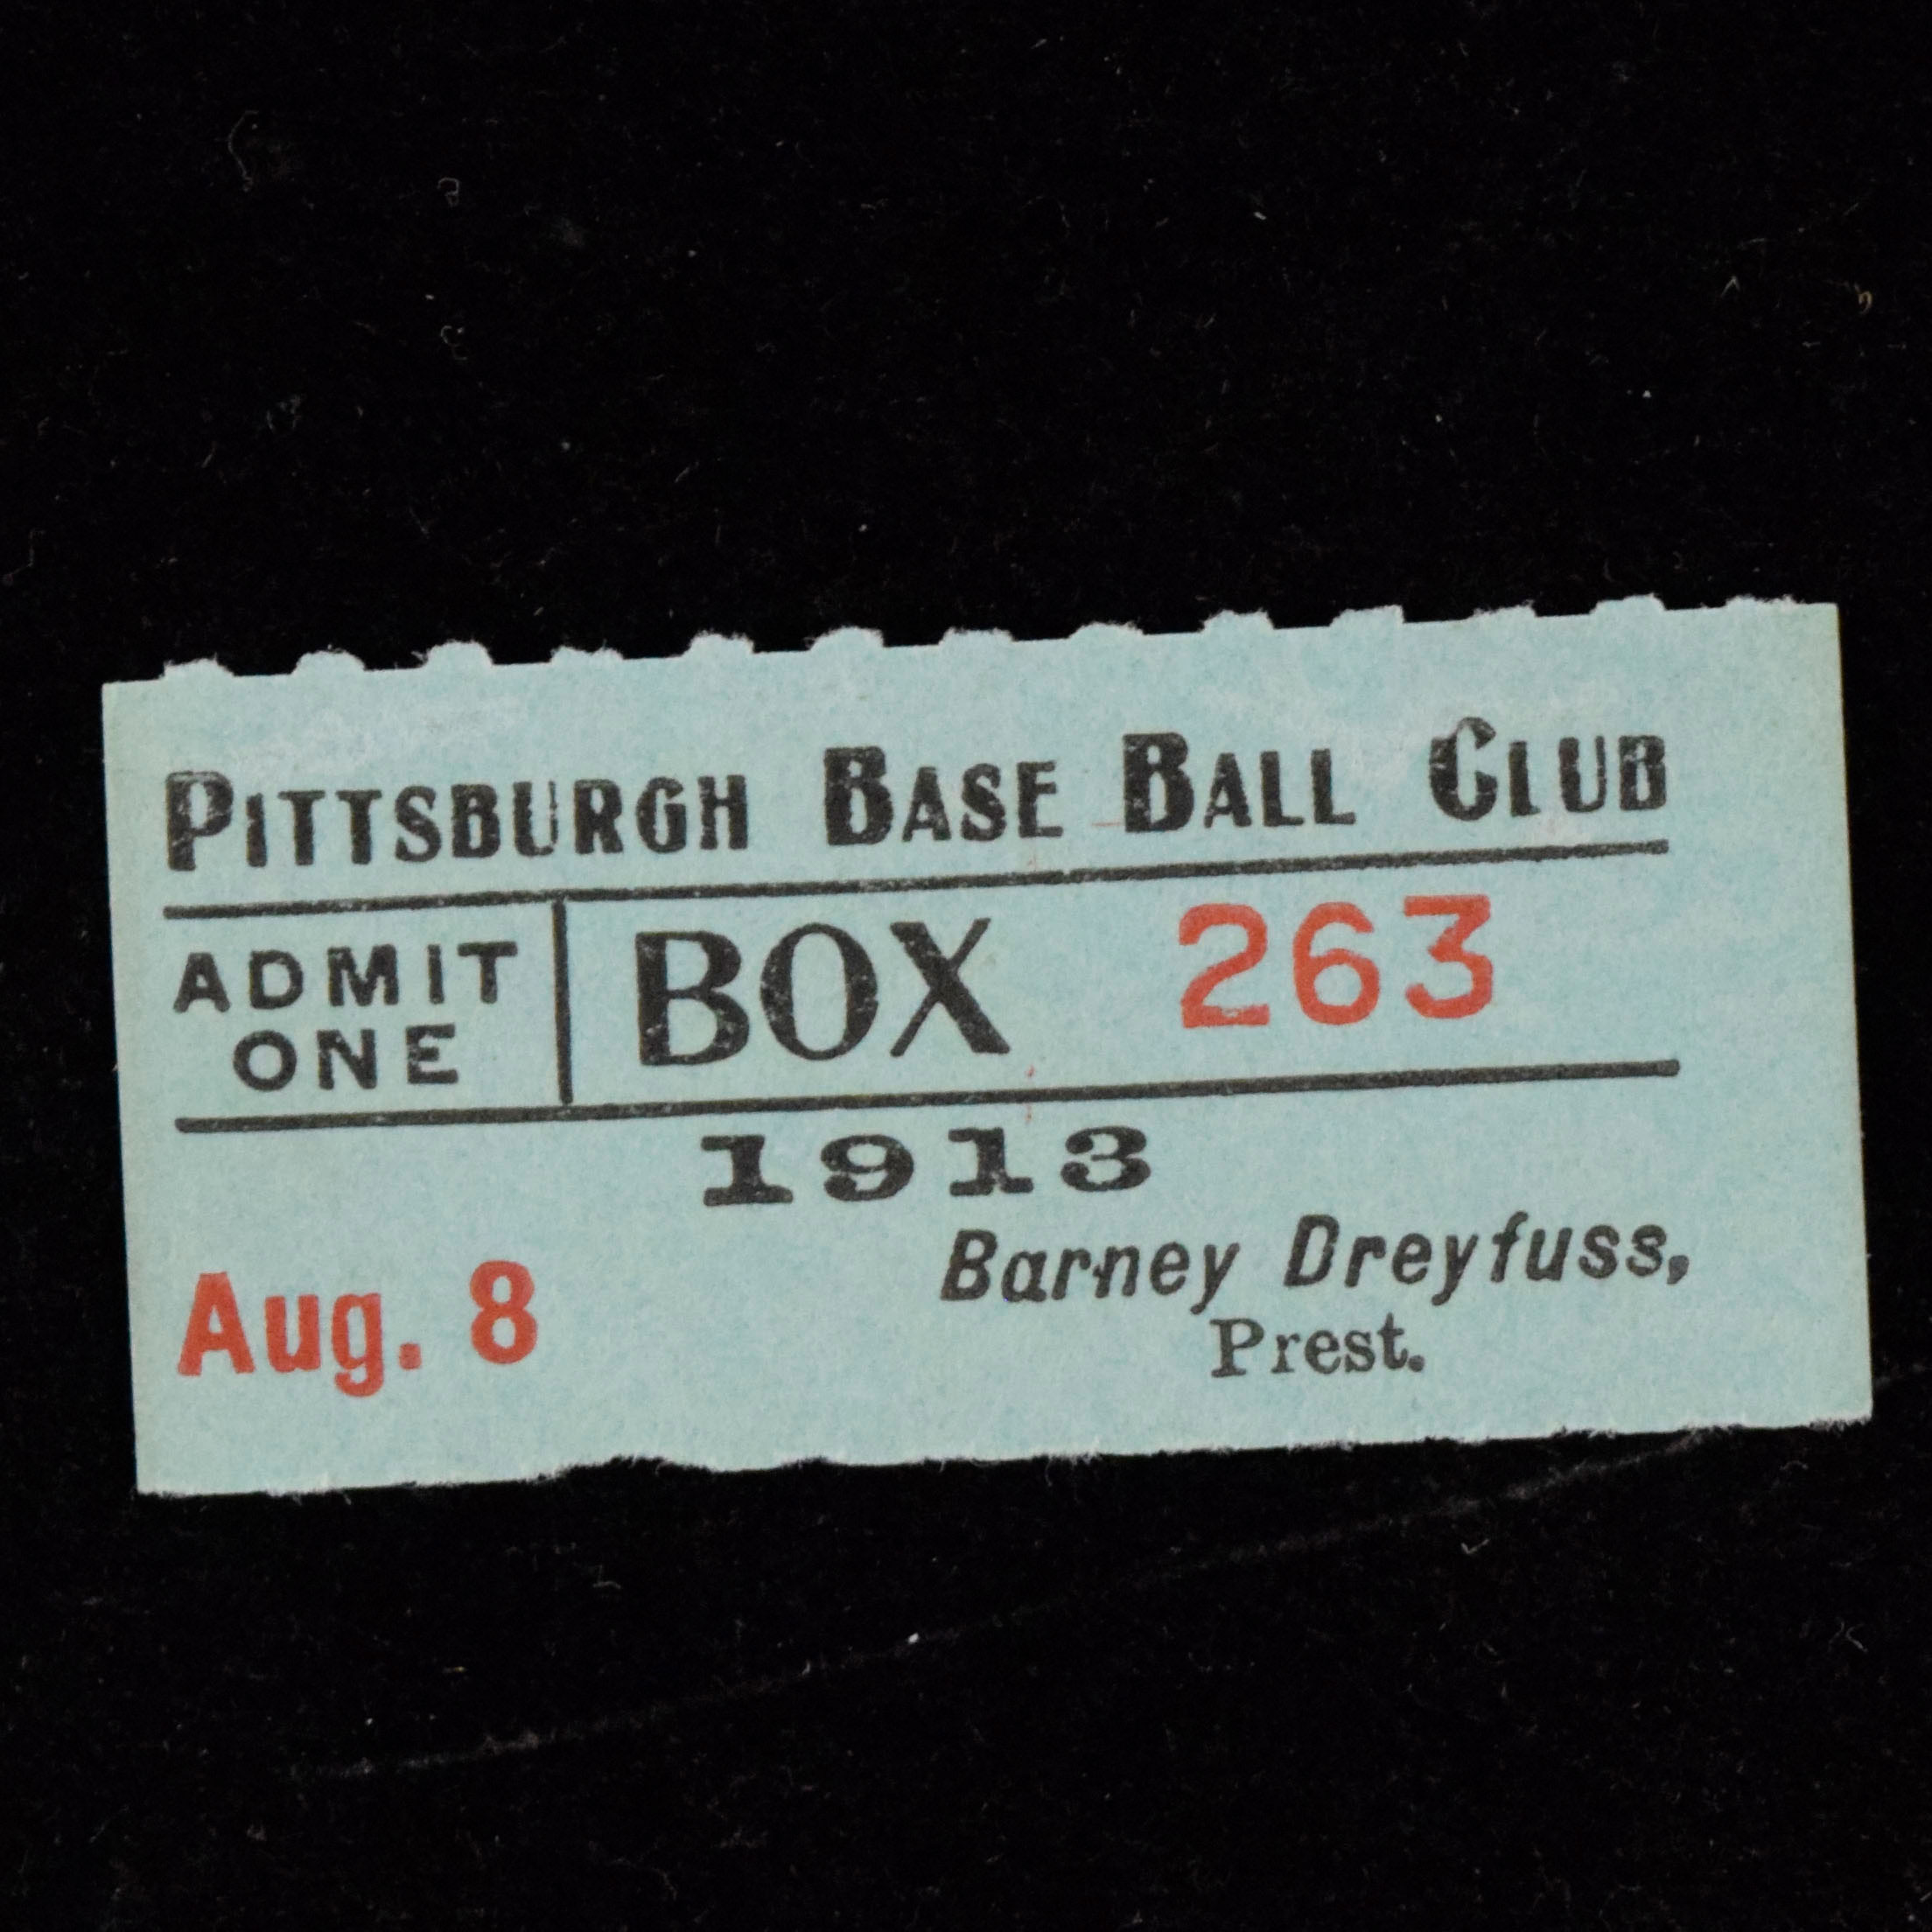 PITTSBURGH BASE BALL CLUB
ADMIT
ONE
BOX 263
1913
Aug. 8
Barney Dreyfuss,
Prest.